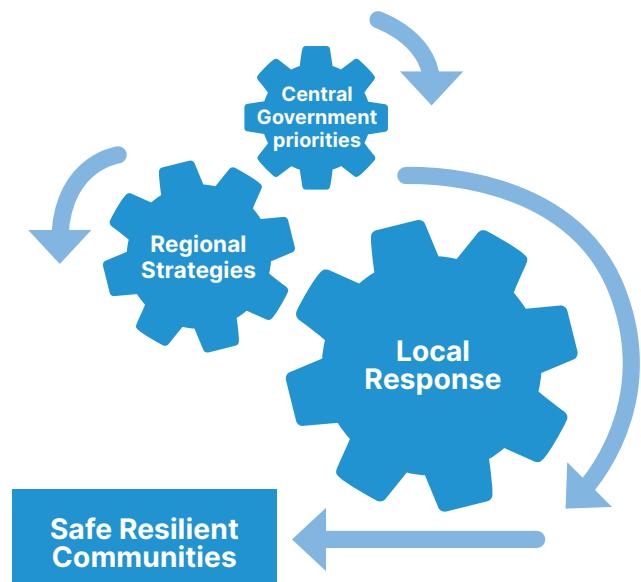 Central
Government
priorities
Regional
Strategies
Local
Response
Safe Resilient
Communities